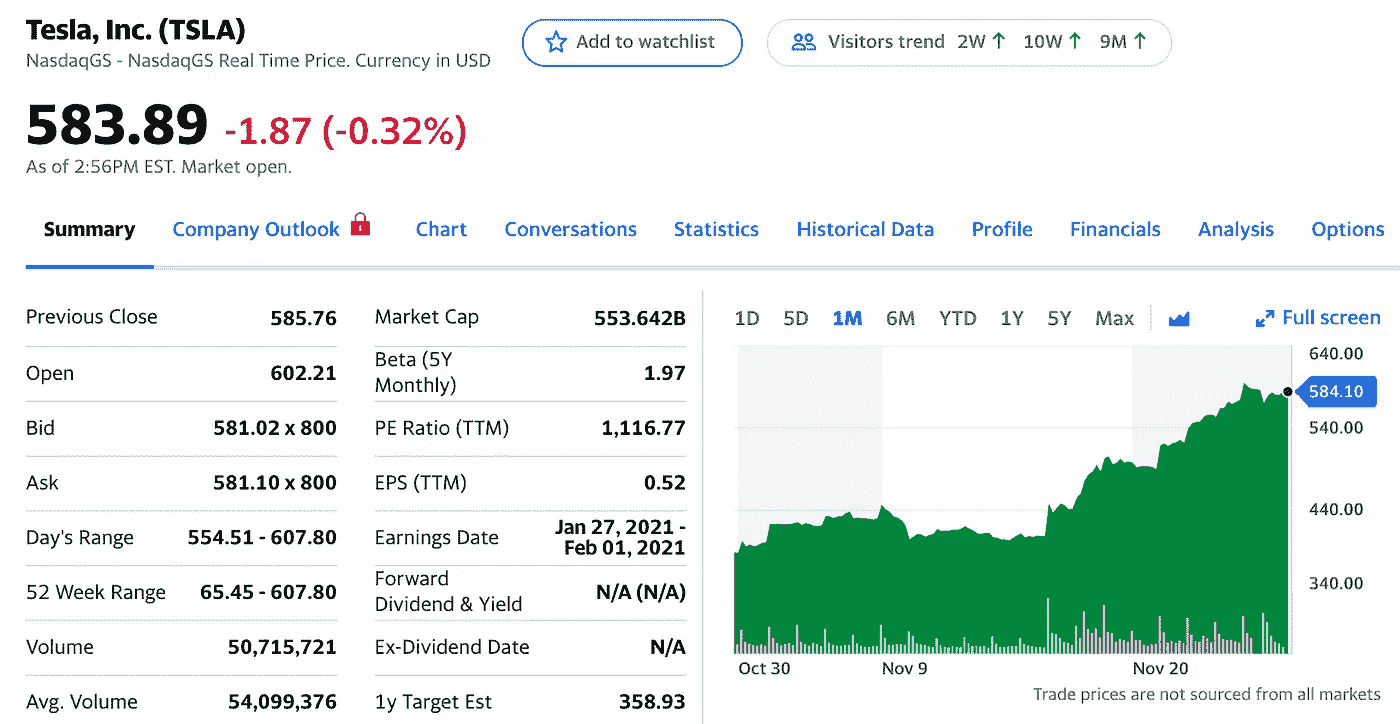 Tesla, Inc. (TSLA)
NasdaqGS - NasdaqGS Real Time Price. Currency in USD
Add to watchlist
Visitors trend 2W ↑ 10W ↑ 9M ↑
583.89 -1.87 (-0.32%)
As of 2:56PM EST. Market open.
Summary Company Outlook Chart Conversations Statistics Historical Data Profile Financials Analysis Options
Previous Close 585.76
Open 602.21
Bid 581.02 x 800
Ask 581.10 x 800
Day's Range 554.51 - 607.80
52 Week Range 65.45 - 607.80
Volume 50,715,721
Avg. Volume 54,099,376
Market Cap 553.642B
Beta (5Y
Monthly) 1.97
PE Ratio (TTM) 1,116.77
EPS (TTM) 0.52
Earnings Date Jan 27, 2021 -
Feb 01, 2021
Forward
Dividend & Yield N/A (N/A)
Ex-Dividend Date N/A
1y Target Est 358.93
1D 5D 1M 6M YTD 1Y 5Y Max Full screen
640.00
584.10
540.00
440.00
340.00
Oct 30 Nov 9 Nov 20
Trade prices are not sourced from all markets